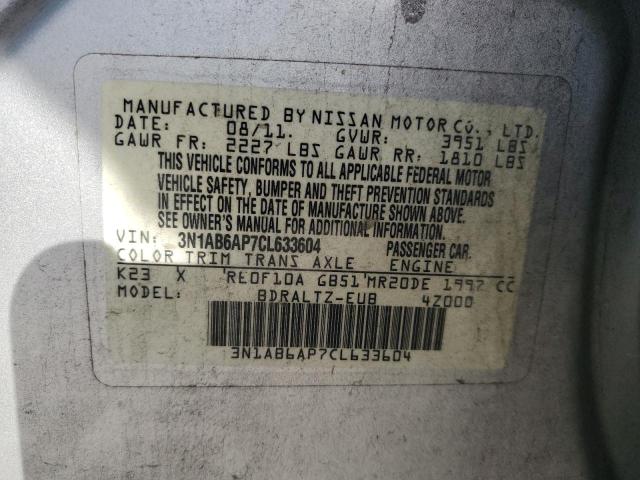 MANUFACTURED BY NISSAN MOTOR CO., LTD.
DATE: 08/11. GVWR: 3951 LBS
GAWR FR: 2227 LBS GAWR RR: 1810 LBS
THIS VEHICLE CONFORMS TO ALL APPLICABLE FEDERAL MOTOR
VEHICLE SAFETY, BUMPER AND THEFT PREVENTION STANDARDS
IN EFFECT ON THE DATE OF MANUFACTURE SHOWN ABOVE.
SEE OWNER'S MANUAL FOR ADDITIONAL INFORMATION.
VIN: 3N1AB6AP7CL633604 PASSENGER CAR.
COLOR TRIM TRANS AXLE ENGINE
K23 X 'RE0F10A GB51'MR20DE 1997 CC
MODEL: BDRALTZ-EUB 4Z000
3N1AB6AP7CL633604